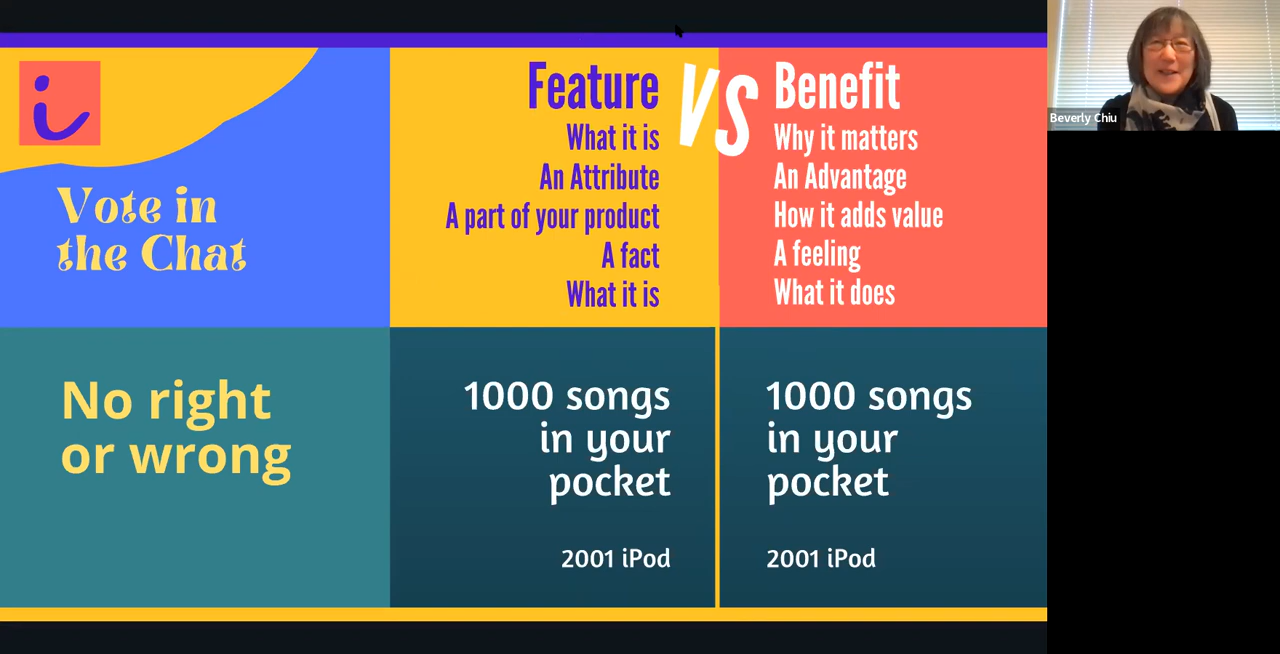 Vote in
the Chat
Feature
What it is
An Attribute
A part of your product
A fact
What it is
VS
Benefit
Why it matters
An Advantage
How it adds value
A feeling
What it does
Beverly Chiu
No right
or wrong
1000 songs
in your
pocket
2001 iPod
1000 songs
in your
pocket
2001 iPod